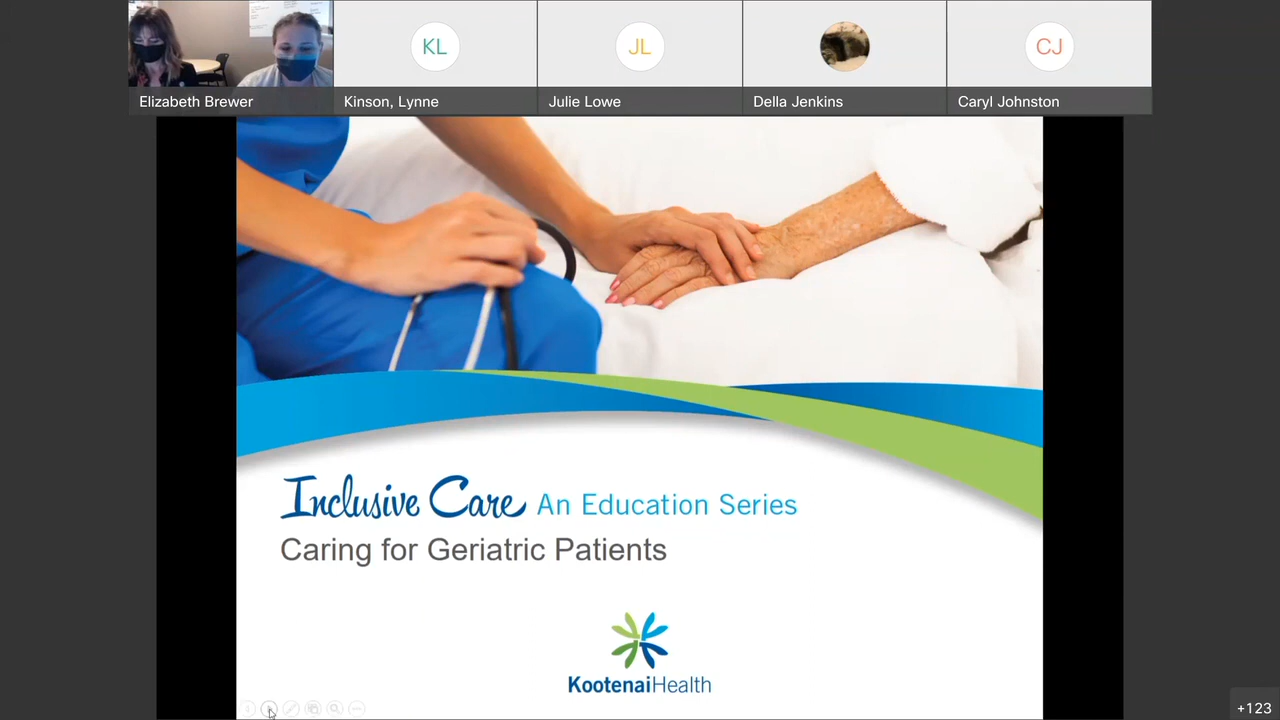 KL
JL
CJ
Elizabeth Brewer
Kinson, Lynne
Julie Lowe
Della Jenkins
Caryl Johnston
Inclusive Care An Education Series
Caring for Geriatric Patients
KootenaiHealth
+123